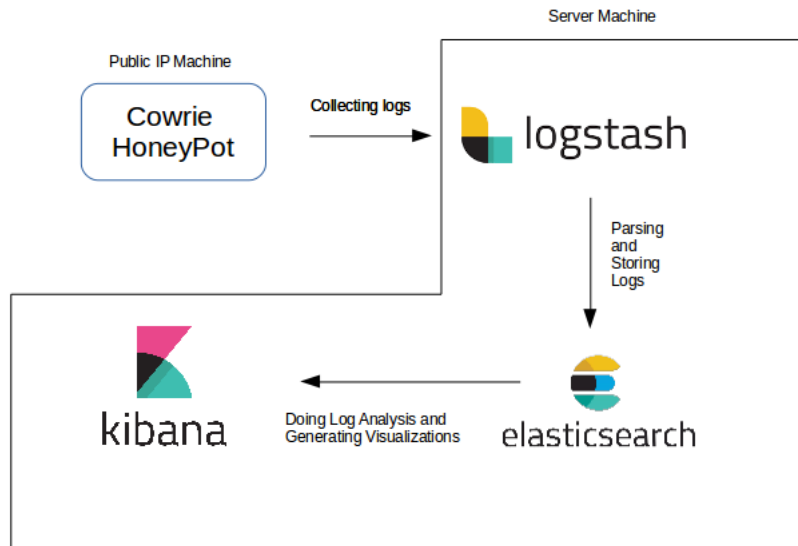 Server Machine
Public IP Machine
Cowrie
HoneyPot
Collecting logs
logstash
Parsing
and
Storing
Logs
kibana
Doing Log Analysis and
Generating Visualizations
elasticsearch